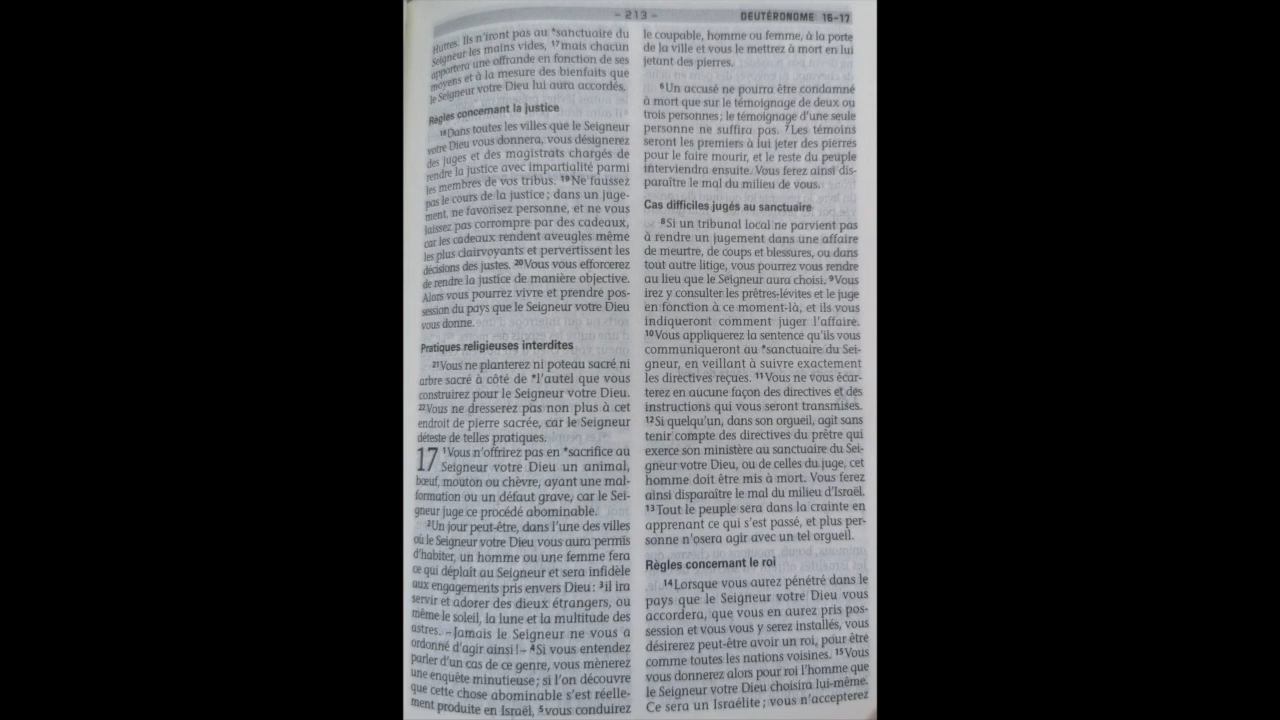 - 213 -
DEUTÉRONOME 16-17
Huttes. Ils n'iront pas au *sanctuaire du
Seigneur les mains vides, 17mais chacun
apportera une offrande en fonction de ses
moyens et à la mesure des bienfaits que
le Seigneur votre Dieu lui aura accordés.
Règles concernant la justice
18Dans toutes les villes que le Seigneur
votre Dieu vous donnera, vous désignerez
des juges et des magistrats chargés de
rendre la justice avec impartialité parmi
les membres de vos tribus. 19Ne faussez
pas le cours de la justice; dans un juge-
ment, ne favorisez personne, et ne vous
laissez pas corrompre par des cadeaux,
car les cadeaux rendent aveugles même
les plus clairvoyants et pervertissent les
décisions des justes. 20Vous vous efforcerez
de rendre la justice de manière objective.
Alors vous pourrez vivre et prendre pos-
session du pays que le Seigneur votre Dieu
vous donne.
Pratiques religieuses interdites
21Vous ne planterez ni poteau sacré ni
arbre sacré à côté de *l'autel que vous
construirez pour le Seigneur votre Dieu.
22Vous ne dresserez pas non plus à cet
endroit de pierre sacrée, car le Seigneur
déteste de telles pratiques.
17 1Vous n'offrirez pas en *sacrifice au
Seigneur votre Dieu un animal,
bœuf, mouton ou chèvre, ayant une mal-
formation ou un défaut grave, car le Sei-
gneur juge ce procédé abominable.
2Un jour peut-être, dans l'une des villes
où le Seigneur votre Dieu vous aura permis
d'habiter, un homme ou une femme fera
ce qui déplaît au Seigneur et sera infidèle
aux engagements pris envers Dieu: 3il ira
servir et adorer des dieux étrangers, ou
même le soleil, la lune et la multitude des
astres. – Jamais le Seigneur ne vous a
ordonné d'agir ainsi! – 4Si vous entendez
parler d'un cas de ce genre, vous mènerez
une enquête minutieuse; si l'on découvre
que cette chose abominable s'est réelle-
ment produite en Israël, 5vous conduirez
le coupable, homme ou femme, à la porte
de la ville et vous le mettrez à mort en lui
jetant des pierres.
6Un accusé ne pourra être condamné
à mort que sur le témoignage de deux ou
trois personnes; le témoignage d'une seule
personne ne suffira pas. 7Les témoins
seront les premiers à lui jeter des pierres
pour le faire mourir, et le reste du peuple
interviendra ensuite. Vous ferez ainsi dis-
paraître le mal du milieu de vous.
Cas difficiles jugés au sanctuaire
8Si un tribunal local ne parvient pas
à rendre un jugement dans une affaire
de meurtre, de coups et blessures, ou dans
tout autre litige, vous pourrez vous rendre
au lieu que le Seigneur aura choisi. 9Vous
irez y consulter les prêtres-lévites et le juge
en fonction à ce moment-là, et ils vous
indiqueront comment juger l'affaire.
10Vous appliquerez la sentence qu'ils vous
communiqueront au *sanctuaire du Sei-
gneur, en veillant à suivre exactement
les directives reçues. 11Vous ne vous écar-
terez en aucune façon des directives et des
instructions qui vous seront transmises.
12Si quelqu'un, dans son orgueil, agit sans
tenir compte des directives du prêtre qui
exerce son ministère au sanctuaire du Sei-
gneur votre Dieu, ou de celles du juge, cet
homme doit être mis à mort. Vous ferez
ainsi disparaître le mal du milieu d'Israël.
13Tout le peuple sera dans la crainte en
apprenant ce qui s'est passé, et plus per-
sonne n'osera agir avec un tel orgueil.
Règles concernant le roi
14Lorsque vous aurez pénétré dans le
pays que le Seigneur votre Dieu vous
accordera, que vous en aurez pris pos-
session et vous vous y serez installés, vous
désirerez peut-être avoir un roi, pour être
comme toutes les nations voisines. 15Vous
vous donnerez alors pour roi l'homme que
le Seigneur votre Dieu choisira lui-même.
Ce sera un Israélite; vous n'accepterez